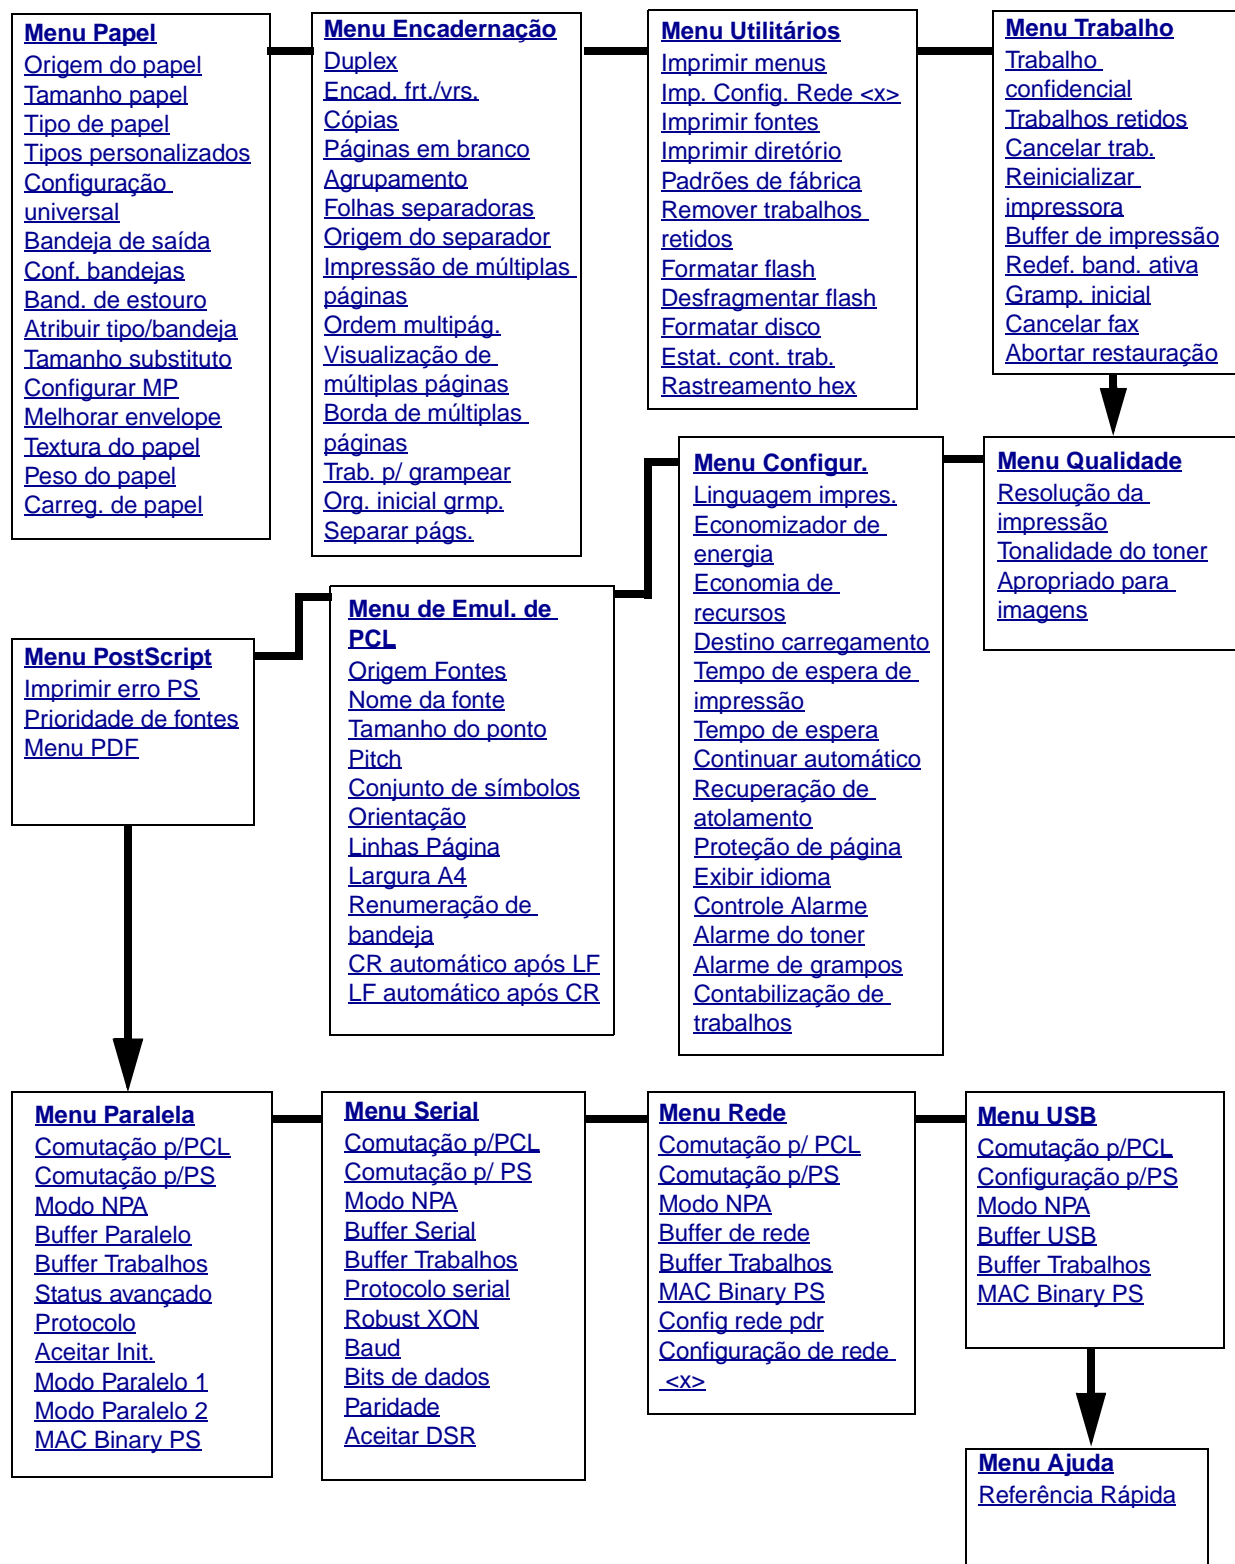 Menu Papel
Origem do papel
Tamanho papel
Tipo de papel
Tipos personalizados
Configuração
universal
Bandeja de saída
Conf. bandejas
Band. de estouro
Atribuir tipo/bandeja
Tamanho substituto
Configurar MP
Melhorar envelope
Textura do papel
Peso do papel
Carreg. de papel
Menu Encadernação
Duplex
Encad. frt./vrs.
Cópias
Páginas em branco
Agrupamento
Folhas separadoras
Origem do separador
Impressão de múltiplas
páginas
Ordem multipág.
Visualização de
múltiplas páginas
Borda de múltiplas
páginas
Trab. p/ grampear
Org. inicial grmp.
Separar págs.
Menu Utilitários
Imprimir menus
Imp. Config. Rede <x>
Imprimir fontes
Imprimir diretório
Padrões de fábrica
Remover trabalhos
retidos
Formatar flash
Desfragmentar flash
Formatar disco
Estat. cont. trab.
Rastreamento hex
Menu Trabalho
Trabalho
confidencial
Trabalhos retidos
Cancelar trab.
Reinicializar
impressora
Buffer de impressão
Redef. band. ativa
Gramp. inicial
Cancelar fax
Abortar restauração
Menu Qualidade
Resolução da
impressão
Tonalidade do toner
Apropriado para
imagens
Menu Configur.
Linguagem impres.
Economizador de
energia
Economia de
recursos
Destino carregamento
Tempo de espera de
impressão
Tempo de espera
Continuar automático
Recuperação de
atolamento
Proteção de página
Exibir idioma
Controle Alarme
Alarme do toner
Alarme de grampos
Contabilização de
trabalhos
Menu de Emul. de
PCL
Origem Fontes
Nome da fonte
Tamanho do ponto
Pitch
Conjunto de símbolos
Orientação
Linhas Página
Largura A4
Renumeração de
bandeja
CR automático após LF
LF automático após CR
Menu PostScript
Imprimir erro PS
Prioridade de fontes
Menu PDF
Menu Paralela
Comutação p/PCL
Comutação p/PS
Modo NPA
Buffer Paralelo
Buffer Trabalhos
Status avançado
Protocolo
Aceitar Init.
Modo Paralelo 1
Modo Paralelo 2
MAC Binary PS
Menu Serial
Comutação p/PCL
Comutação p/ PS
Modo NPA
Buffer Serial
Buffer Trabalhos
Protocolo serial
Robust XON
Baud
Bits de dados
Paridade
Aceitar DSR
Menu Rede
Comutação p/ PCL
Comutação p/PS
Modo NPA
Buffer de rede
Buffer Trabalhos
MAC Binary PS
Config rede pdr
Configuração de rede
<x>
Menu USB
Comutação p/PCL
Configuração p/PS
Modo NPA
Buffer USB
Buffer Trabalhos
MAC Binary PS
Menu Ajuda
Referência Rápida